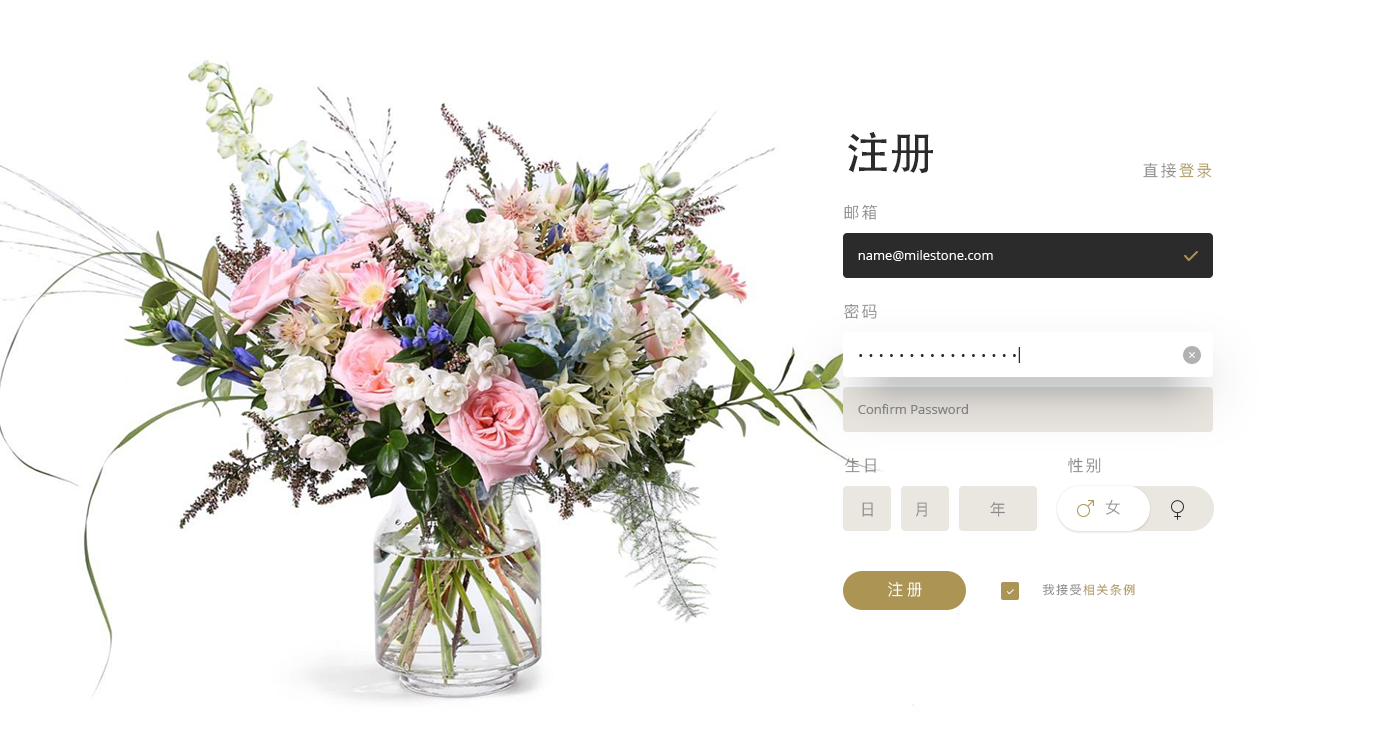 注册
直接登录
邮箱
name@milestone.com
密码
Confirm Password
生日
性别
日 月 年
女
注册
我接受相关条例